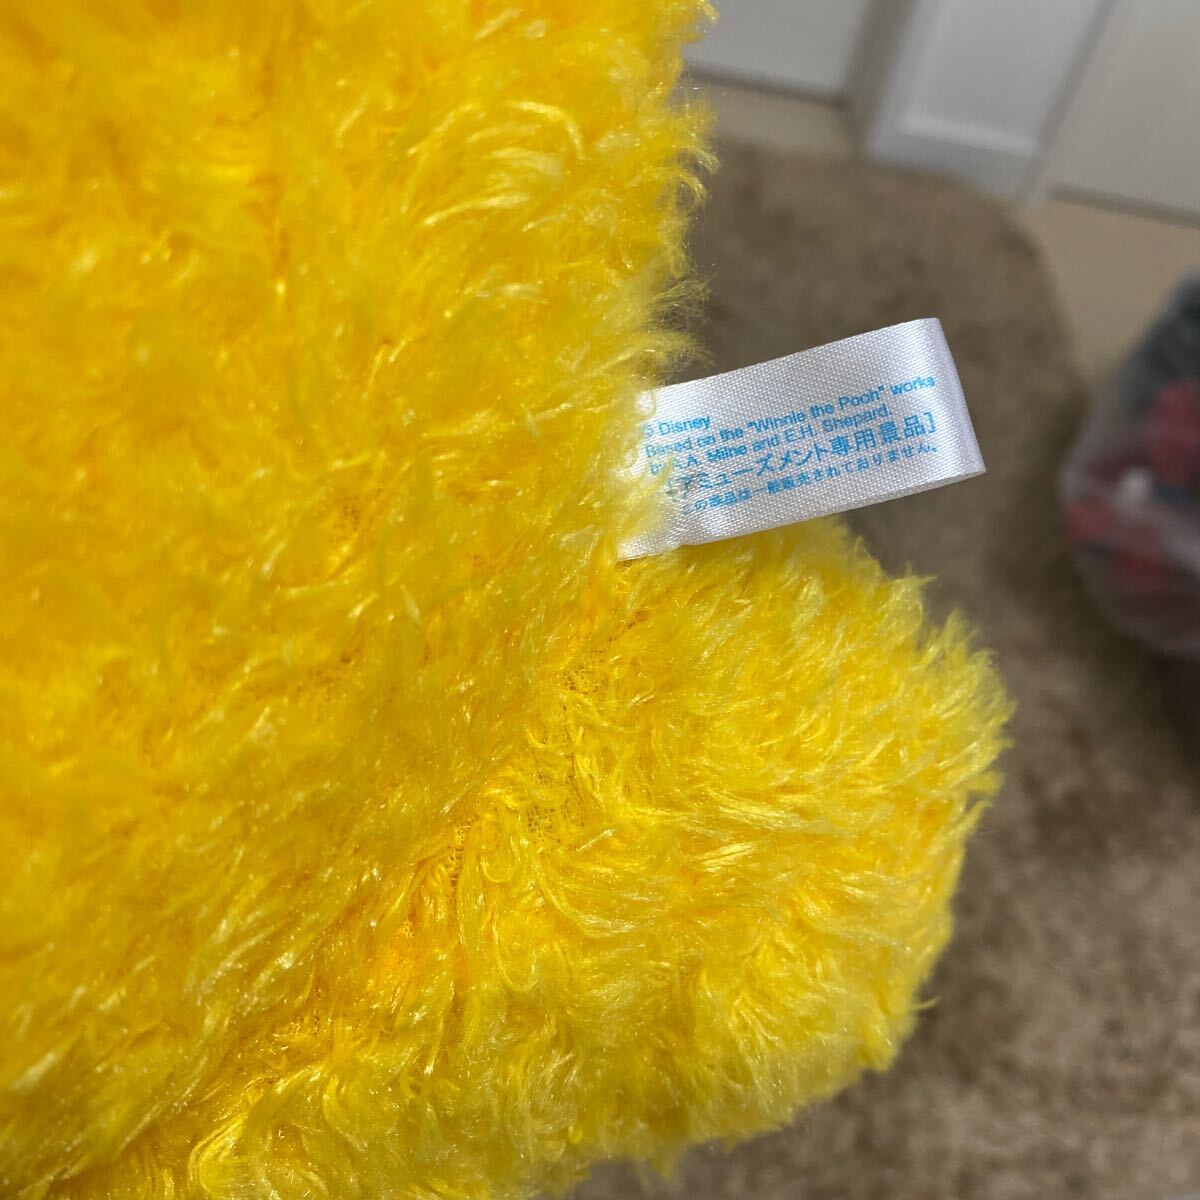 © Disney
Based on the "Winnie the Pooh" works
by A.A. Milne and E.H. Shepard.
アミューズメント専用景品]
この商品は一般販売されておりません。